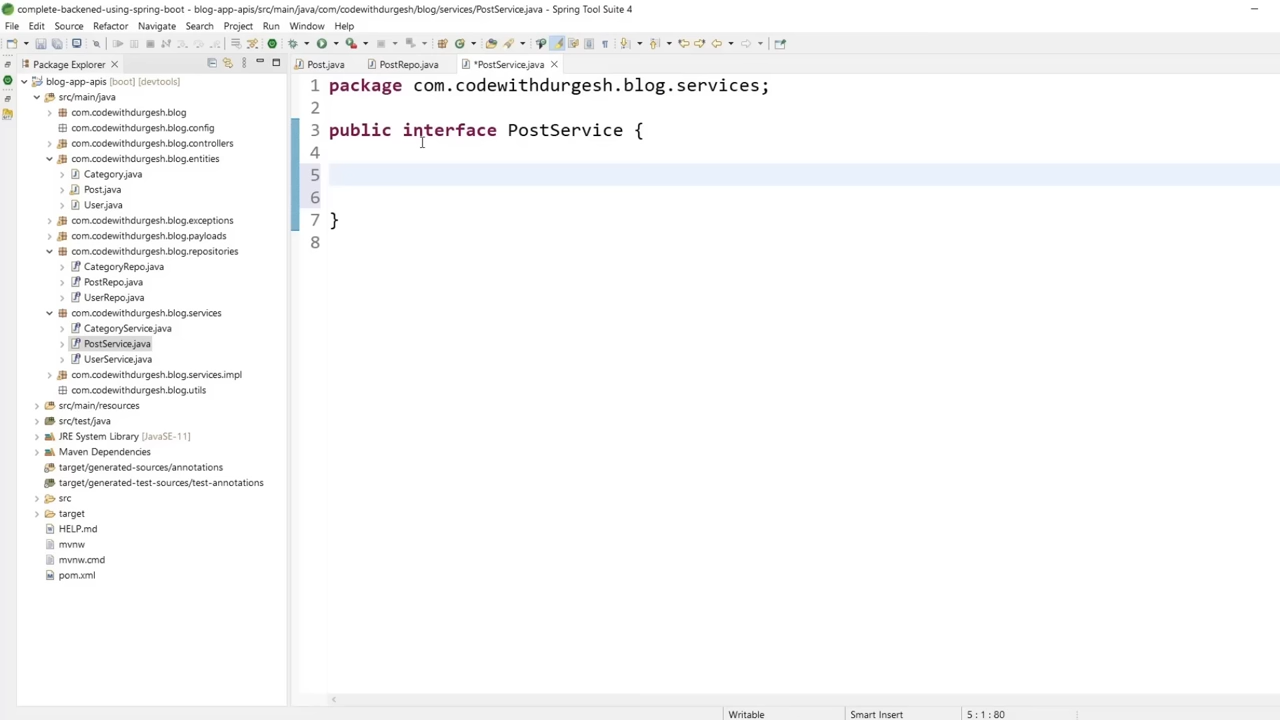 complete-backened-using-spring-boot - blog-app-apis/src/main/java/com/codewithdurgesh/blog/services/PostService.java - Spring Tool Suite 4
File Edit Source Refactor Navigate Search Project Run Window Help
Package Explorer
Post.java PostRepo.java *PostService.java
blog-app-apis [boot] [devtools]
src/main/java
com.codewithdurgesh.blog
com.codewithdurgesh.blog.config
com.codewithdurgesh.blog.controllers
com.codewithdurgesh.blog.entities
Category.java
Post.java
User.java
com.codewithdurgesh.blog.exceptions
com.codewithdurgesh.blog.payloads
com.codewithdurgesh.blog.repositories
CategoryRepo.java
PostRepo.java
UserRepo.java
com.codewithdurgesh.blog.services
CategoryService.java
PostService.java
UserService.java
com.codewithdurgesh.blog.services.impl
com.codewithdurgesh.blog.utils
src/main/resources
src/test/java
JRE System Library [JavaSE-11]
Maven Dependencies
target/generated-sources/annotations
target/generated-test-sources/test-annotations
src
target
HELP.md
mvnw
mvnw.cmd
pom.xml
1 package com.codewithdurgesh.blog.services;
2
3 public interface PostService {
4
5
6
7 }
8
Writable Smart Insert 5 : 1 : 80